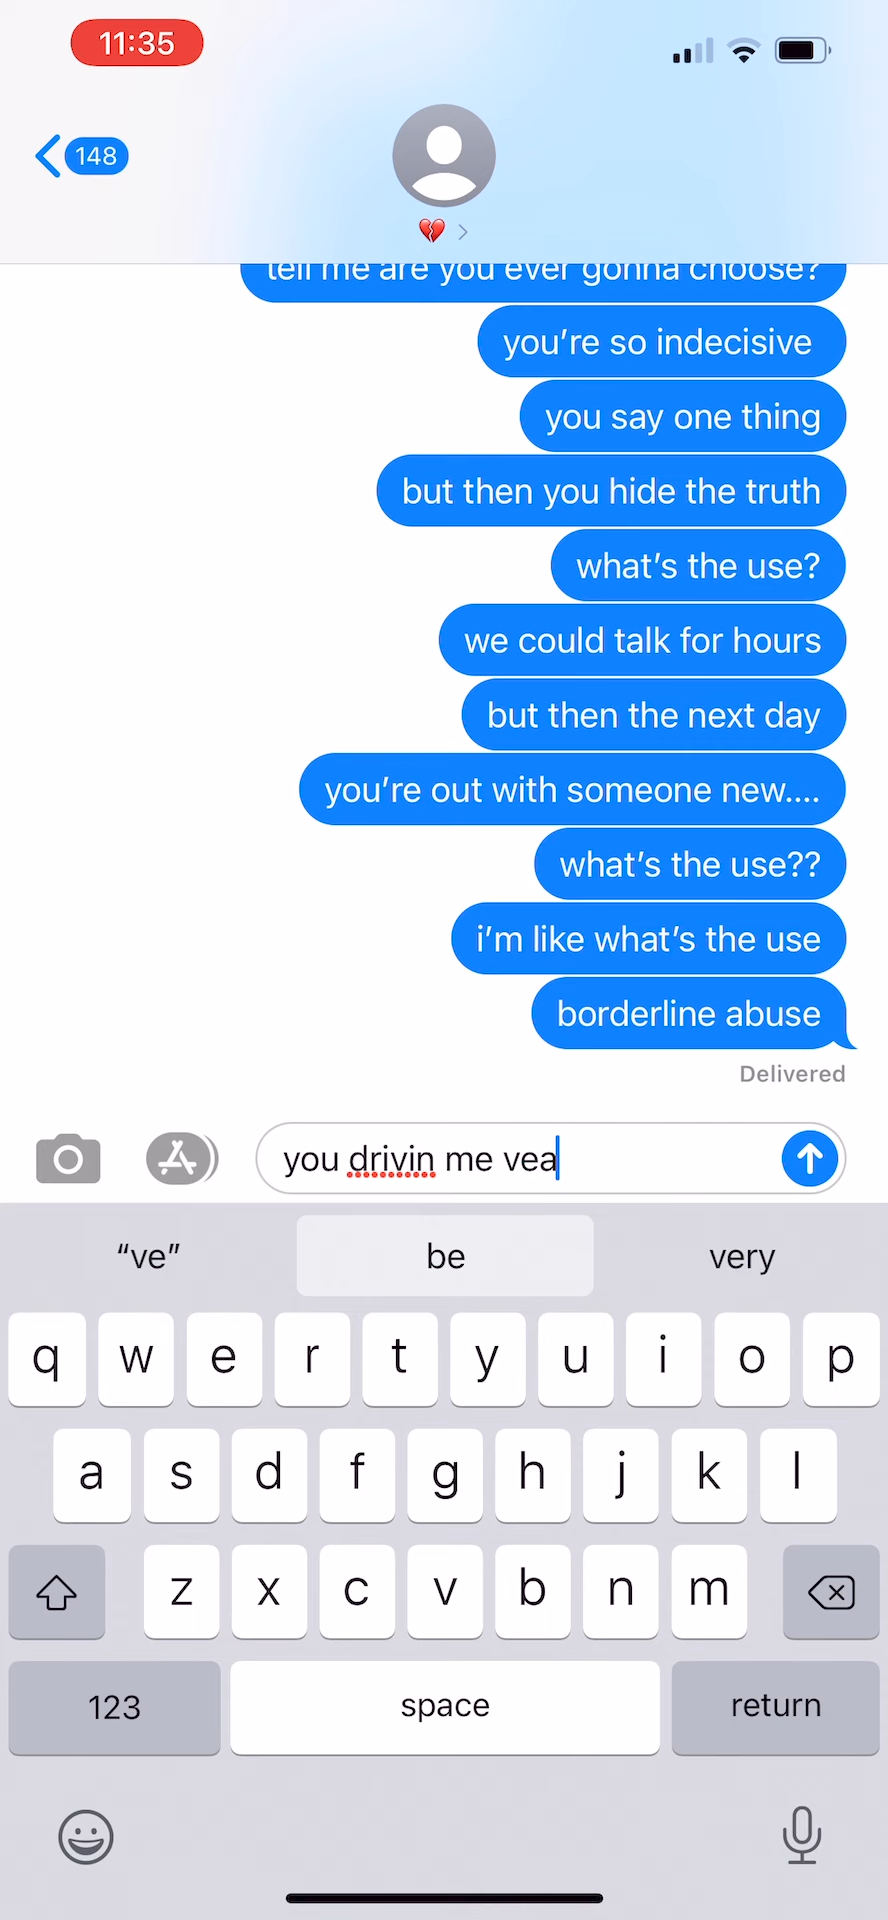 11:35
148
💔
tell me are you ever gonna choose?
you're so indecisive
you say one thing
but then you hide the truth
what's the use?
we could talk for hours
but then the next day
you're out with someone new....
what's the use??
i'm like what's the use
borderline abuse
Delivered
you drivin me vea
“ve” be very
q w e r t y u i o p
a s d f g h j k l
z x c v b n m
123 space return